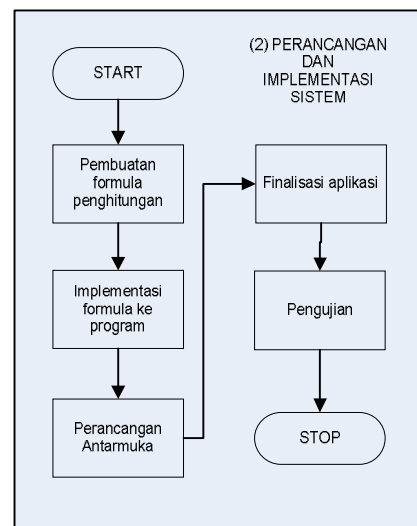 (2) PERANCANGAN
DAN
IMPLEMENTASI
SISTEM
START
Pembuatan
formula
penghitungan
Implementasi
formula ke
program
Perancangan
Antarmuka
Finalisasi aplikasi
Pengujian
STOP